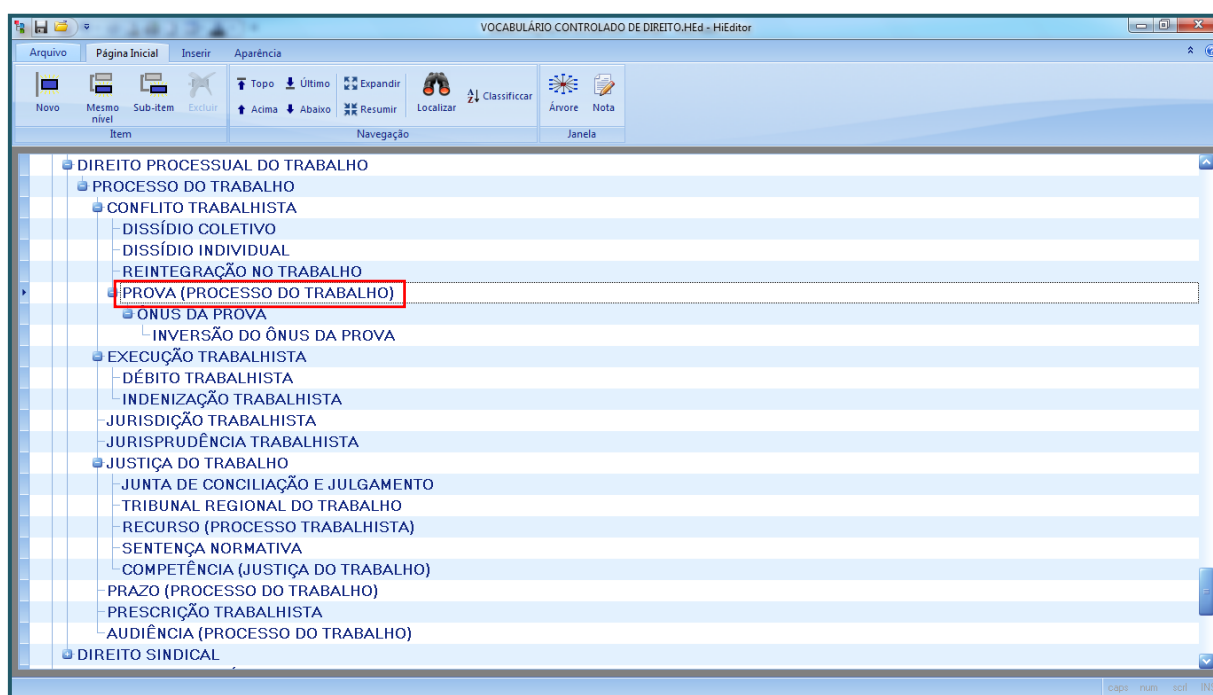 VOCABULÁRIO CONTROLADO DE DIREITO.HEd - HiEditor
Arquivo Página Inicial Inserir Aparência
Novo Mesmo nível Sub-item Excluir
Topo Último Expandir
Acima Abaixo Resumir
Localizar Classificcar
Árvore Nota
Item Navegação Janela
DIREITO PROCESSUAL DO TRABALHO
PROCESSO DO TRABALHO
CONFLITO TRABALHISTA
DISSÍDIO COLETIVO
DISSÍDIO INDIVIDUAL
REINTEGRAÇÃO NO TRABALHO
PROVA (PROCESSO DO TRABALHO)
ÔNUS DA PROVA
INVERSÃO DO ÔNUS DA PROVA
EXECUÇÃO TRABALHISTA
DÉBITO TRABALHISTA
INDENIZAÇÃO TRABALHISTA
JURISDIÇÃO TRABALHISTA
JURISPRUDÊNCIA TRABALHISTA
JUSTIÇA DO TRABALHO
JUNTA DE CONCILIAÇÃO E JULGAMENTO
TRIBUNAL REGIONAL DO TRABALHO
RECURSO (PROCESSO TRABALHISTA)
SENTENÇA NORMATIVA
COMPETÊNCIA (JUSTIÇA DO TRABALHO)
PRAZO (PROCESSO DO TRABALHO)
PRESCRIÇÃO TRABALHISTA
AUDIÊNCIA (PROCESSO DO TRABALHO)
DIREITO SINDICAL
caps num scrl IN